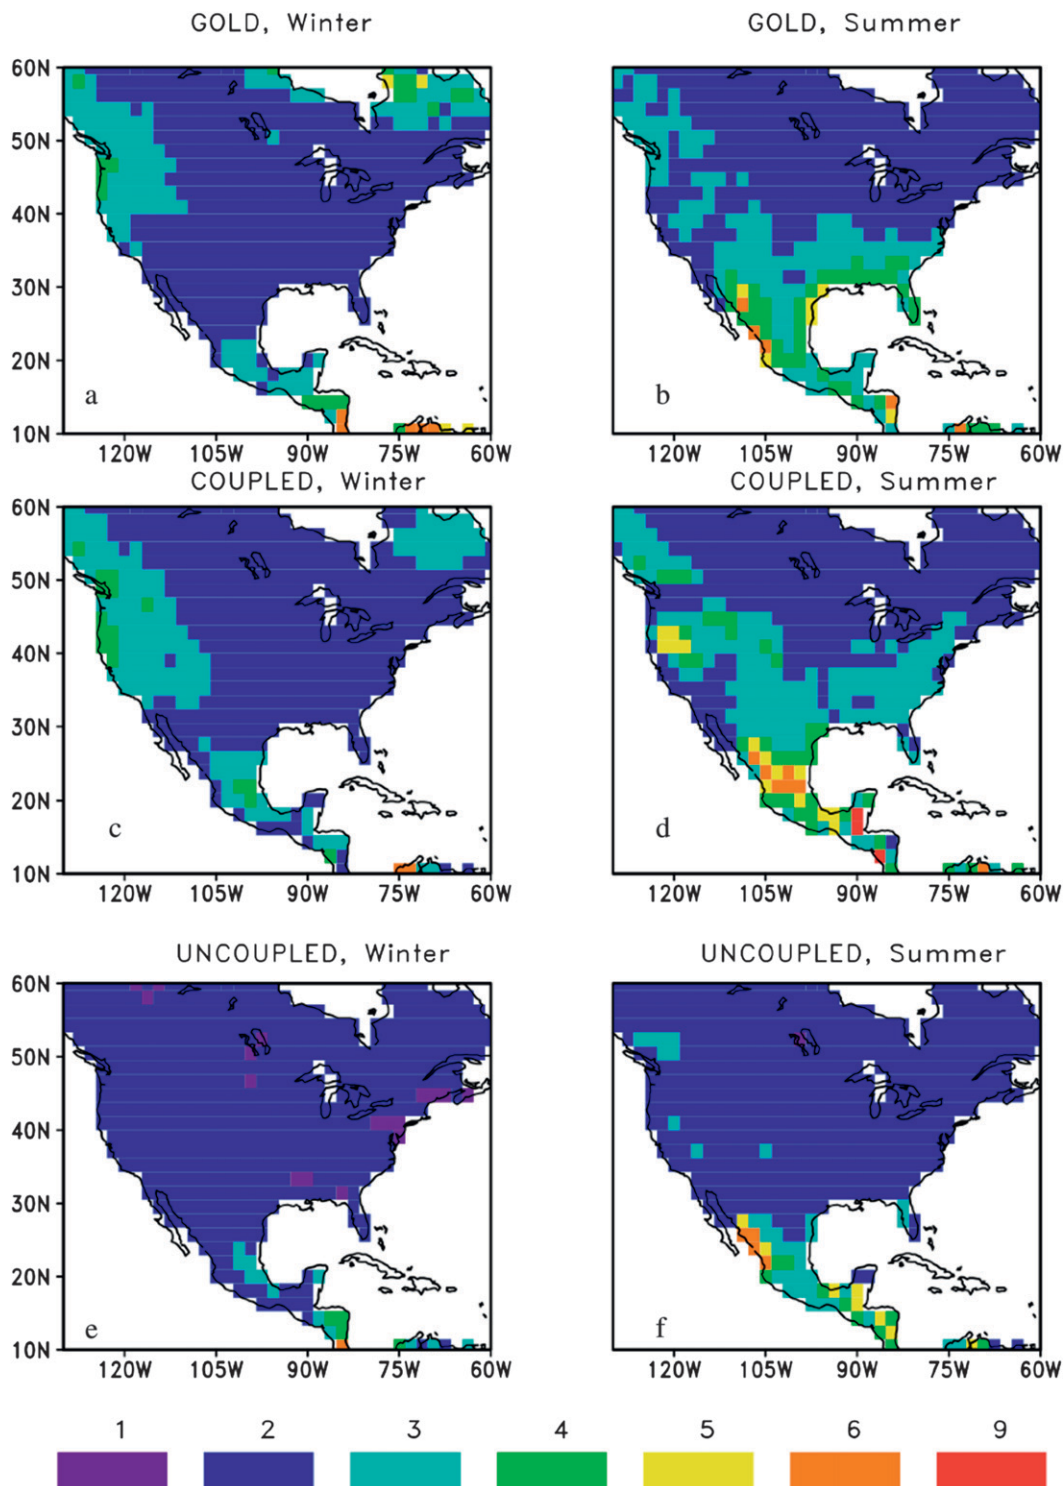 GOLD, Winter
GOLD, Summer
60N
50N
40N
30N
20N
10N
a
b
120W 105W 90W 75W 60W
120W 105W 90W 75W 60W
COUPLED, Winter
COUPLED, Summer
60N
50N
40N
30N
20N
10N
c
d
120W 105W 90W 75W 60W
120W 105W 90W 75W 60W
UNCOUPLED, Winter
UNCOUPLED, Summer
60N
50N
40N
30N
20N
10N
e
f
120W 105W 90W 75W 60W
120W 105W 90W 75W 60W
1 2 3 4 5 6 9